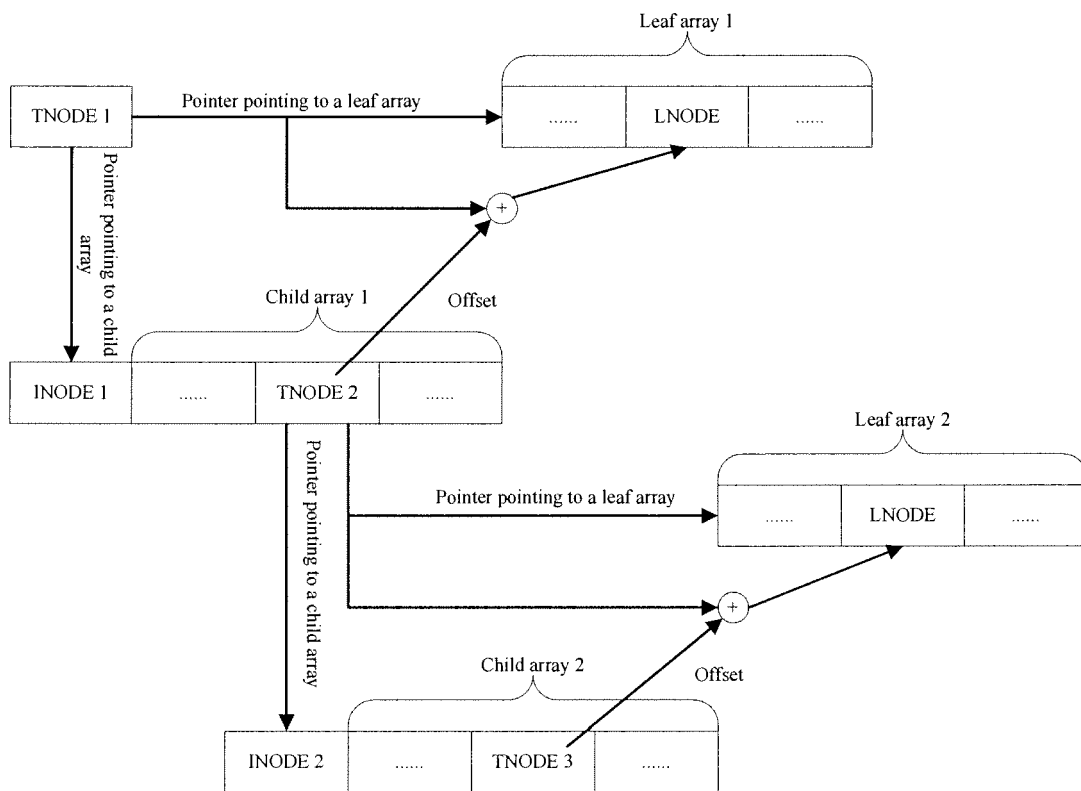 Leaf array 1
Pointer pointing to a leaf array
TNODE 1
......
LNODE
......
Pointer pointing to a child
array
+
Offset
Child array 1
INODE 1
......
TNODE 2
......
Leaf array 2
Pointer pointing to a leaf array
......
LNODE
......
Pointer pointing to a child array
+
Offset
Child array 2
INODE 2
......
TNODE 3
......